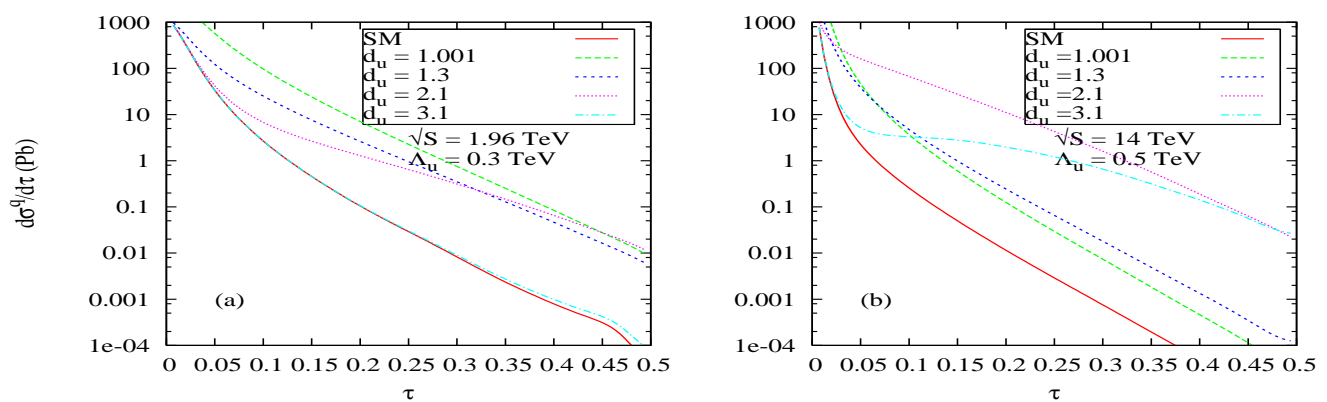 dσ^q/dτ (Pb)
1000
100
10
1
0.1
0.01
0.001
1e-04
0 0.05 0.1 0.15 0.2 0.25 0.3 0.35 0.4 0.45 0.5
τ
SM
d_u = 1.001
d_u = 1.3
d_u = 2.1
d_u = 3.1
√S = 1.96 TeV
Λ_u = 0.3 TeV
(a)
1000
100
10
1
0.1
0.01
0.001
1e-04
0 0.05 0.1 0.15 0.2 0.25 0.3 0.35 0.4 0.45 0.5
τ
SM
d_u =1.001
d_u =1.3
d_u =2.1
d_u =3.1
√S = 14 TeV
Λ_u = 0.5 TeV
(b)